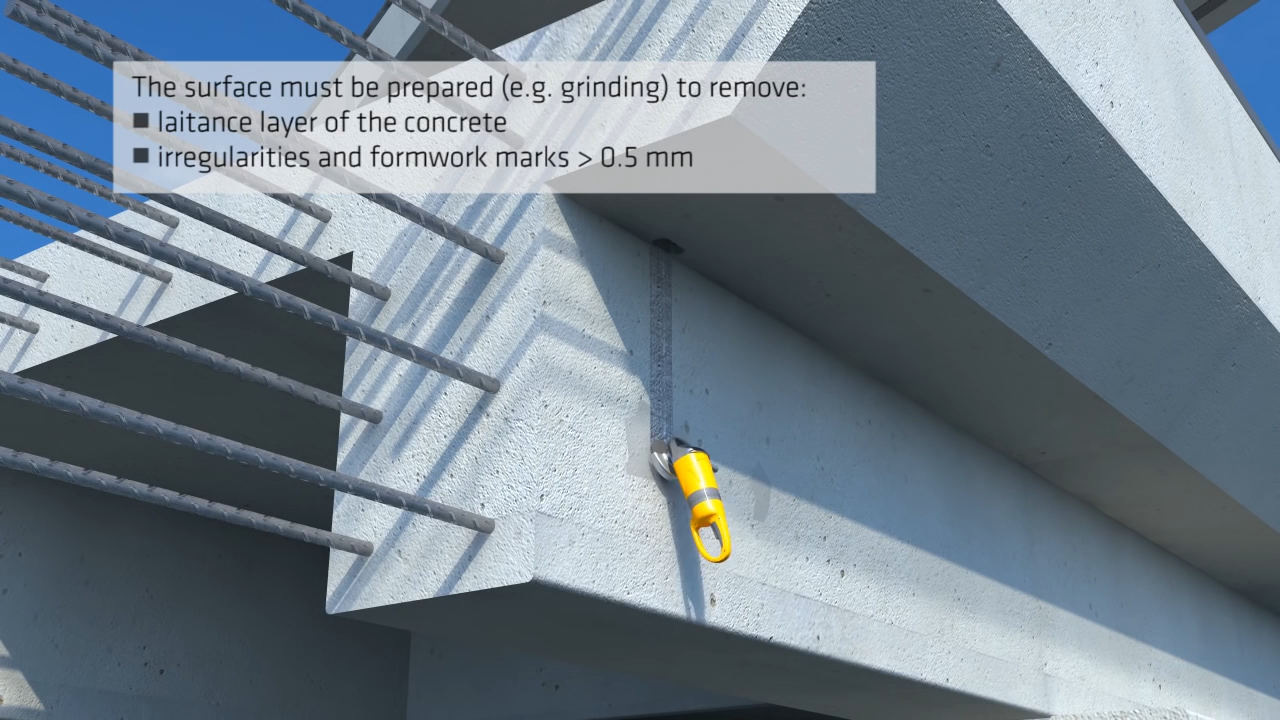 The surface must be prepared (e.g. grinding) to remove:
■ laitance layer of the concrete
■ irregularities and formwork marks > 0.5 mm